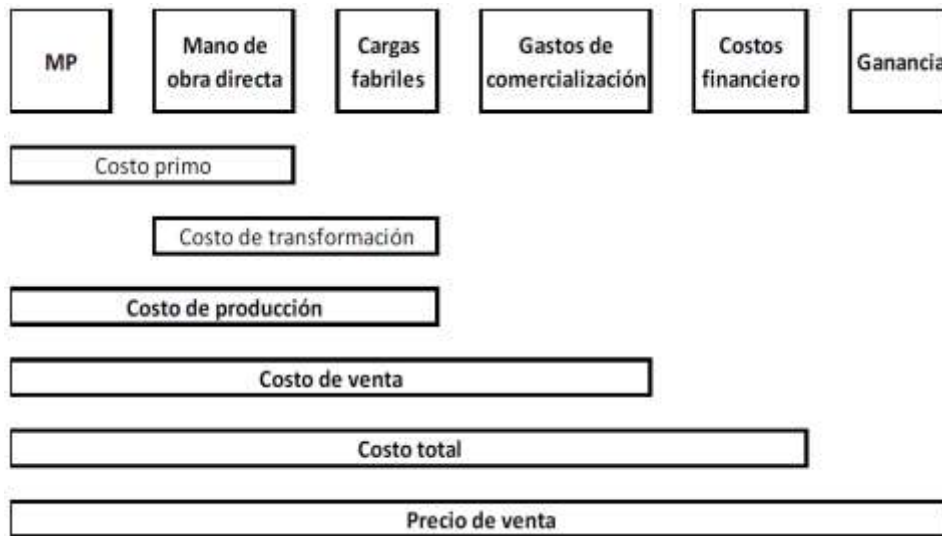 MP
Mano de
obra directa
Cargas
fabriles
Gastos de
comercialización
Costos
financiero
Ganancia
Costo primo
Costo de transformación
Costo de producción
Costo de venta
Costo total
Precio de venta